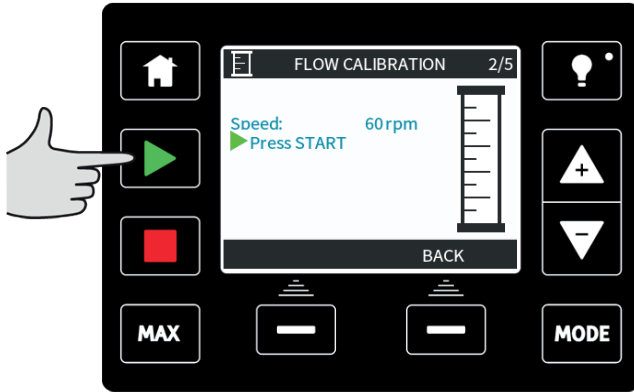 FLOW CALIBRATION 2/5
Speed: 60 rpm
Press START
BACK
MAX
MODE